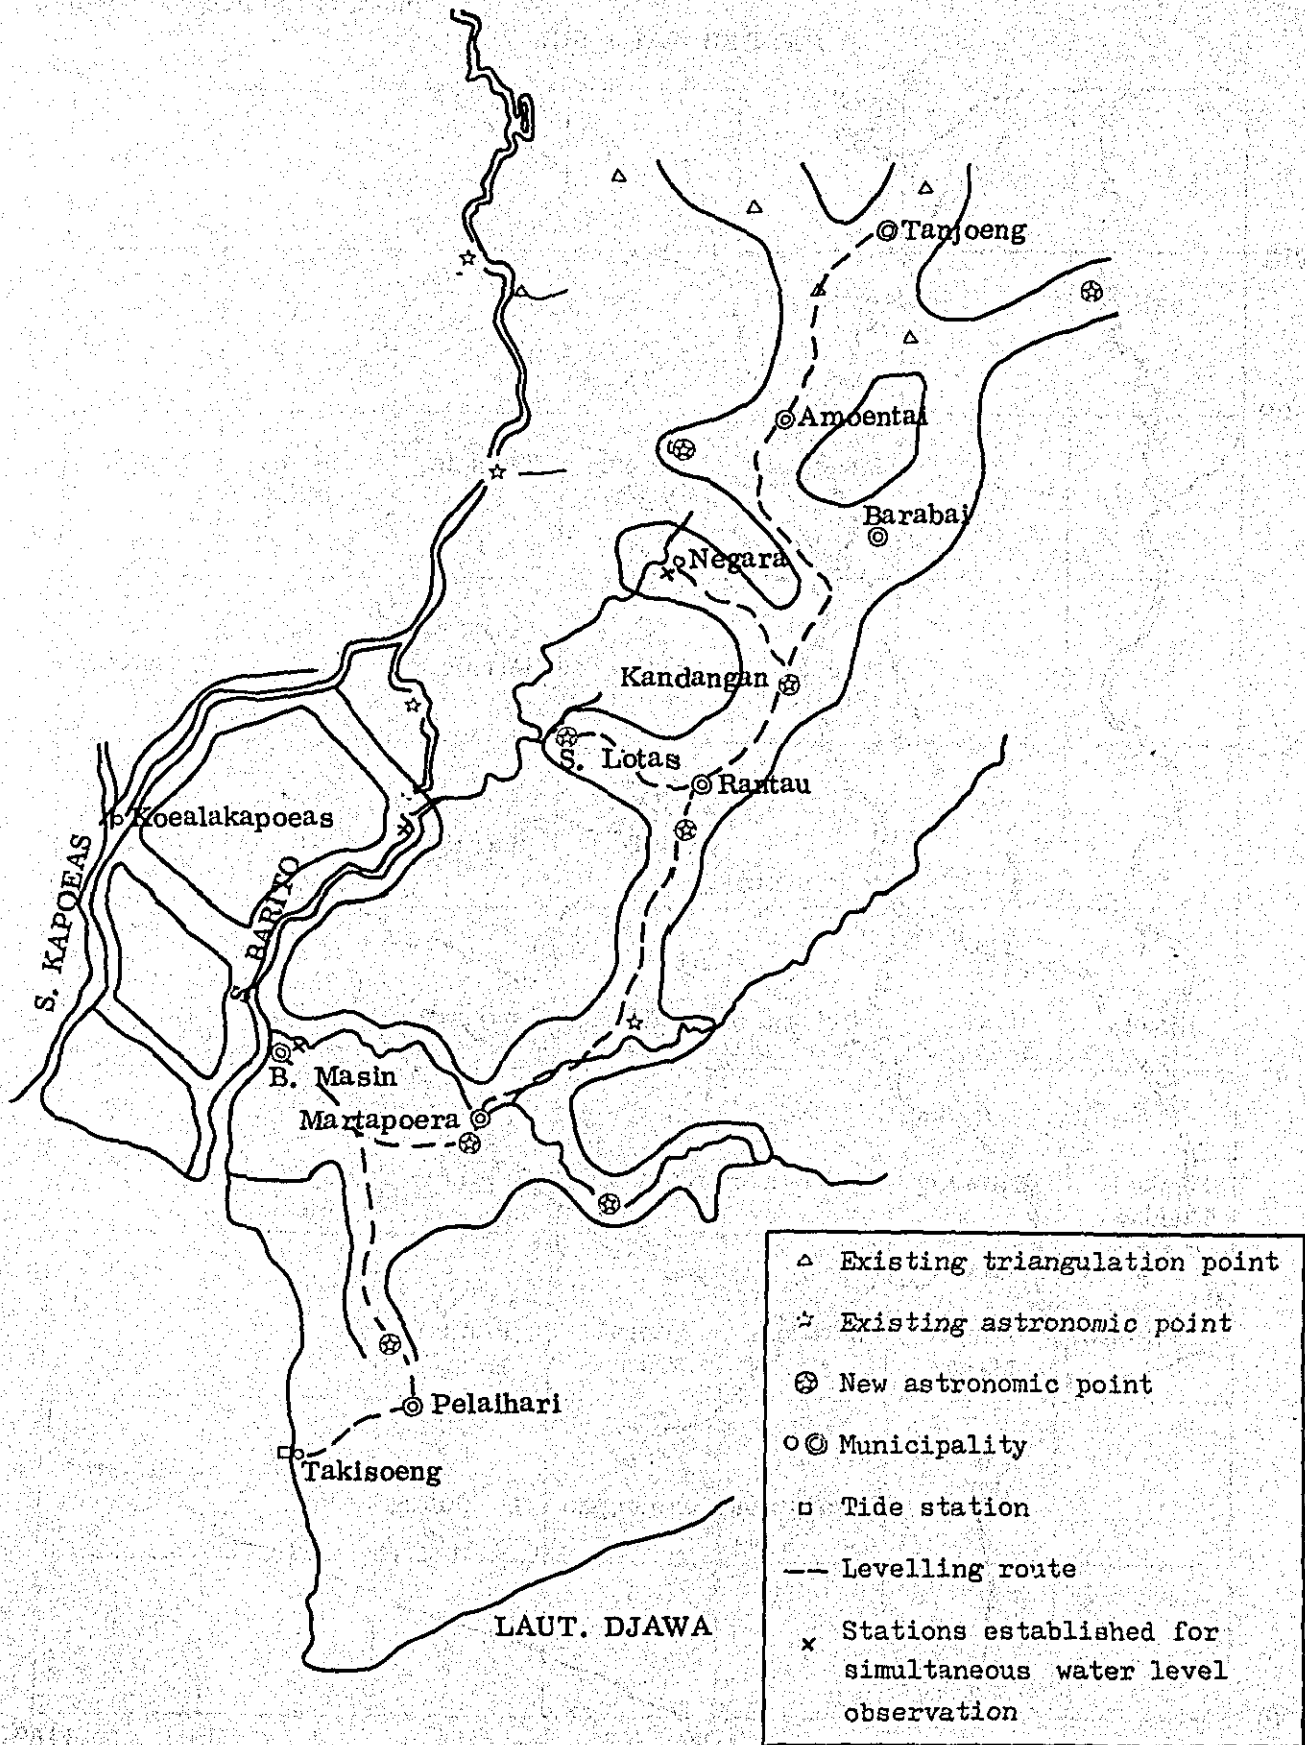 Tanjoeng
Amoentai
Barabai
Negara
Kandangan
S. Lotas
Rantau
Koealakapoeas
S. KAPOEAS
S. BARITO
B. Masin
Martapoera
Pelaihari
Takisoeng
LAUT. DJAWA
Existing triangulation point
Existing astronomic point
New astronomic point
Municipality
Tide station
Levelling route
Stations established for
simultaneous water level
observation